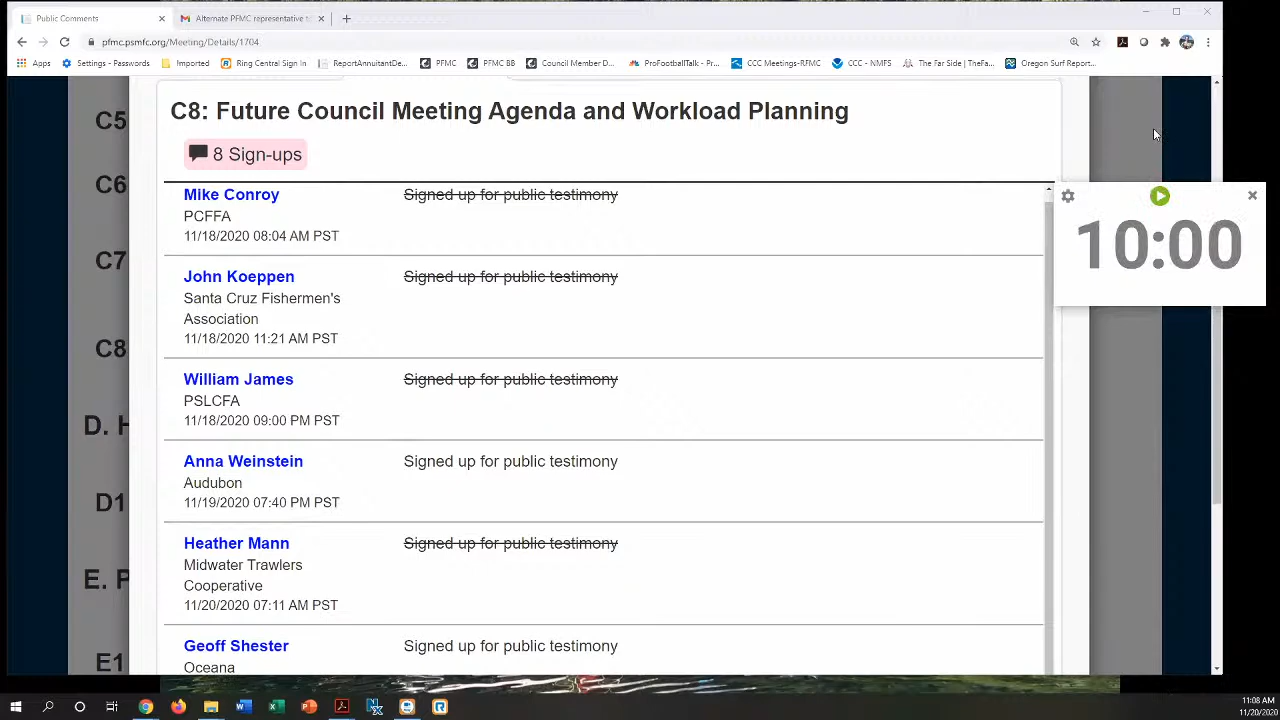 Public Comments
Alternate PFMC representative t
pfmc.psmfc.org/Meeting/Details/1704
Apps
Settings - Passwords
Imported
Ring Central Sign In
ReportAnnuitantDe...
PFMC
PFMC BB
Council Member D...
ProFootballTalk - Pr...
CCC Meetings-RFMC
CCC - NMFS
The Far Side | TheFa...
Oregon Surf Report...
C8: Future Council Meeting Agenda and Workload Planning
8 Sign-ups
Mike Conroy Signed up for public testimony
PCFFA
11/18/2020 08:04 AM PST
John Koeppen Signed up for public testimony
Santa Cruz Fishermen's
Association
11/18/2020 11:21 AM PST
William James Signed up for public testimony
PSLCFA
11/18/2020 09:00 PM PST
Anna Weinstein Signed up for public testimony
Audubon
11/19/2020 07:40 PM PST
Heather Mann Signed up for public testimony
Midwater Trawlers
Cooperative
11/20/2020 07:11 AM PST
Geoff Shester Signed up for public testimony
Oceana
C5
C6
C7
C8
D. H
D1
E. P
E1
10:00
11:08 AM
11/20/2020